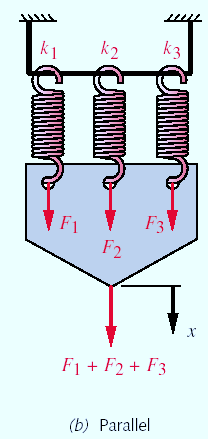 k1 k2 k3
F1 F2 F3
x
F1 + F2 + F3
(b) Parallel